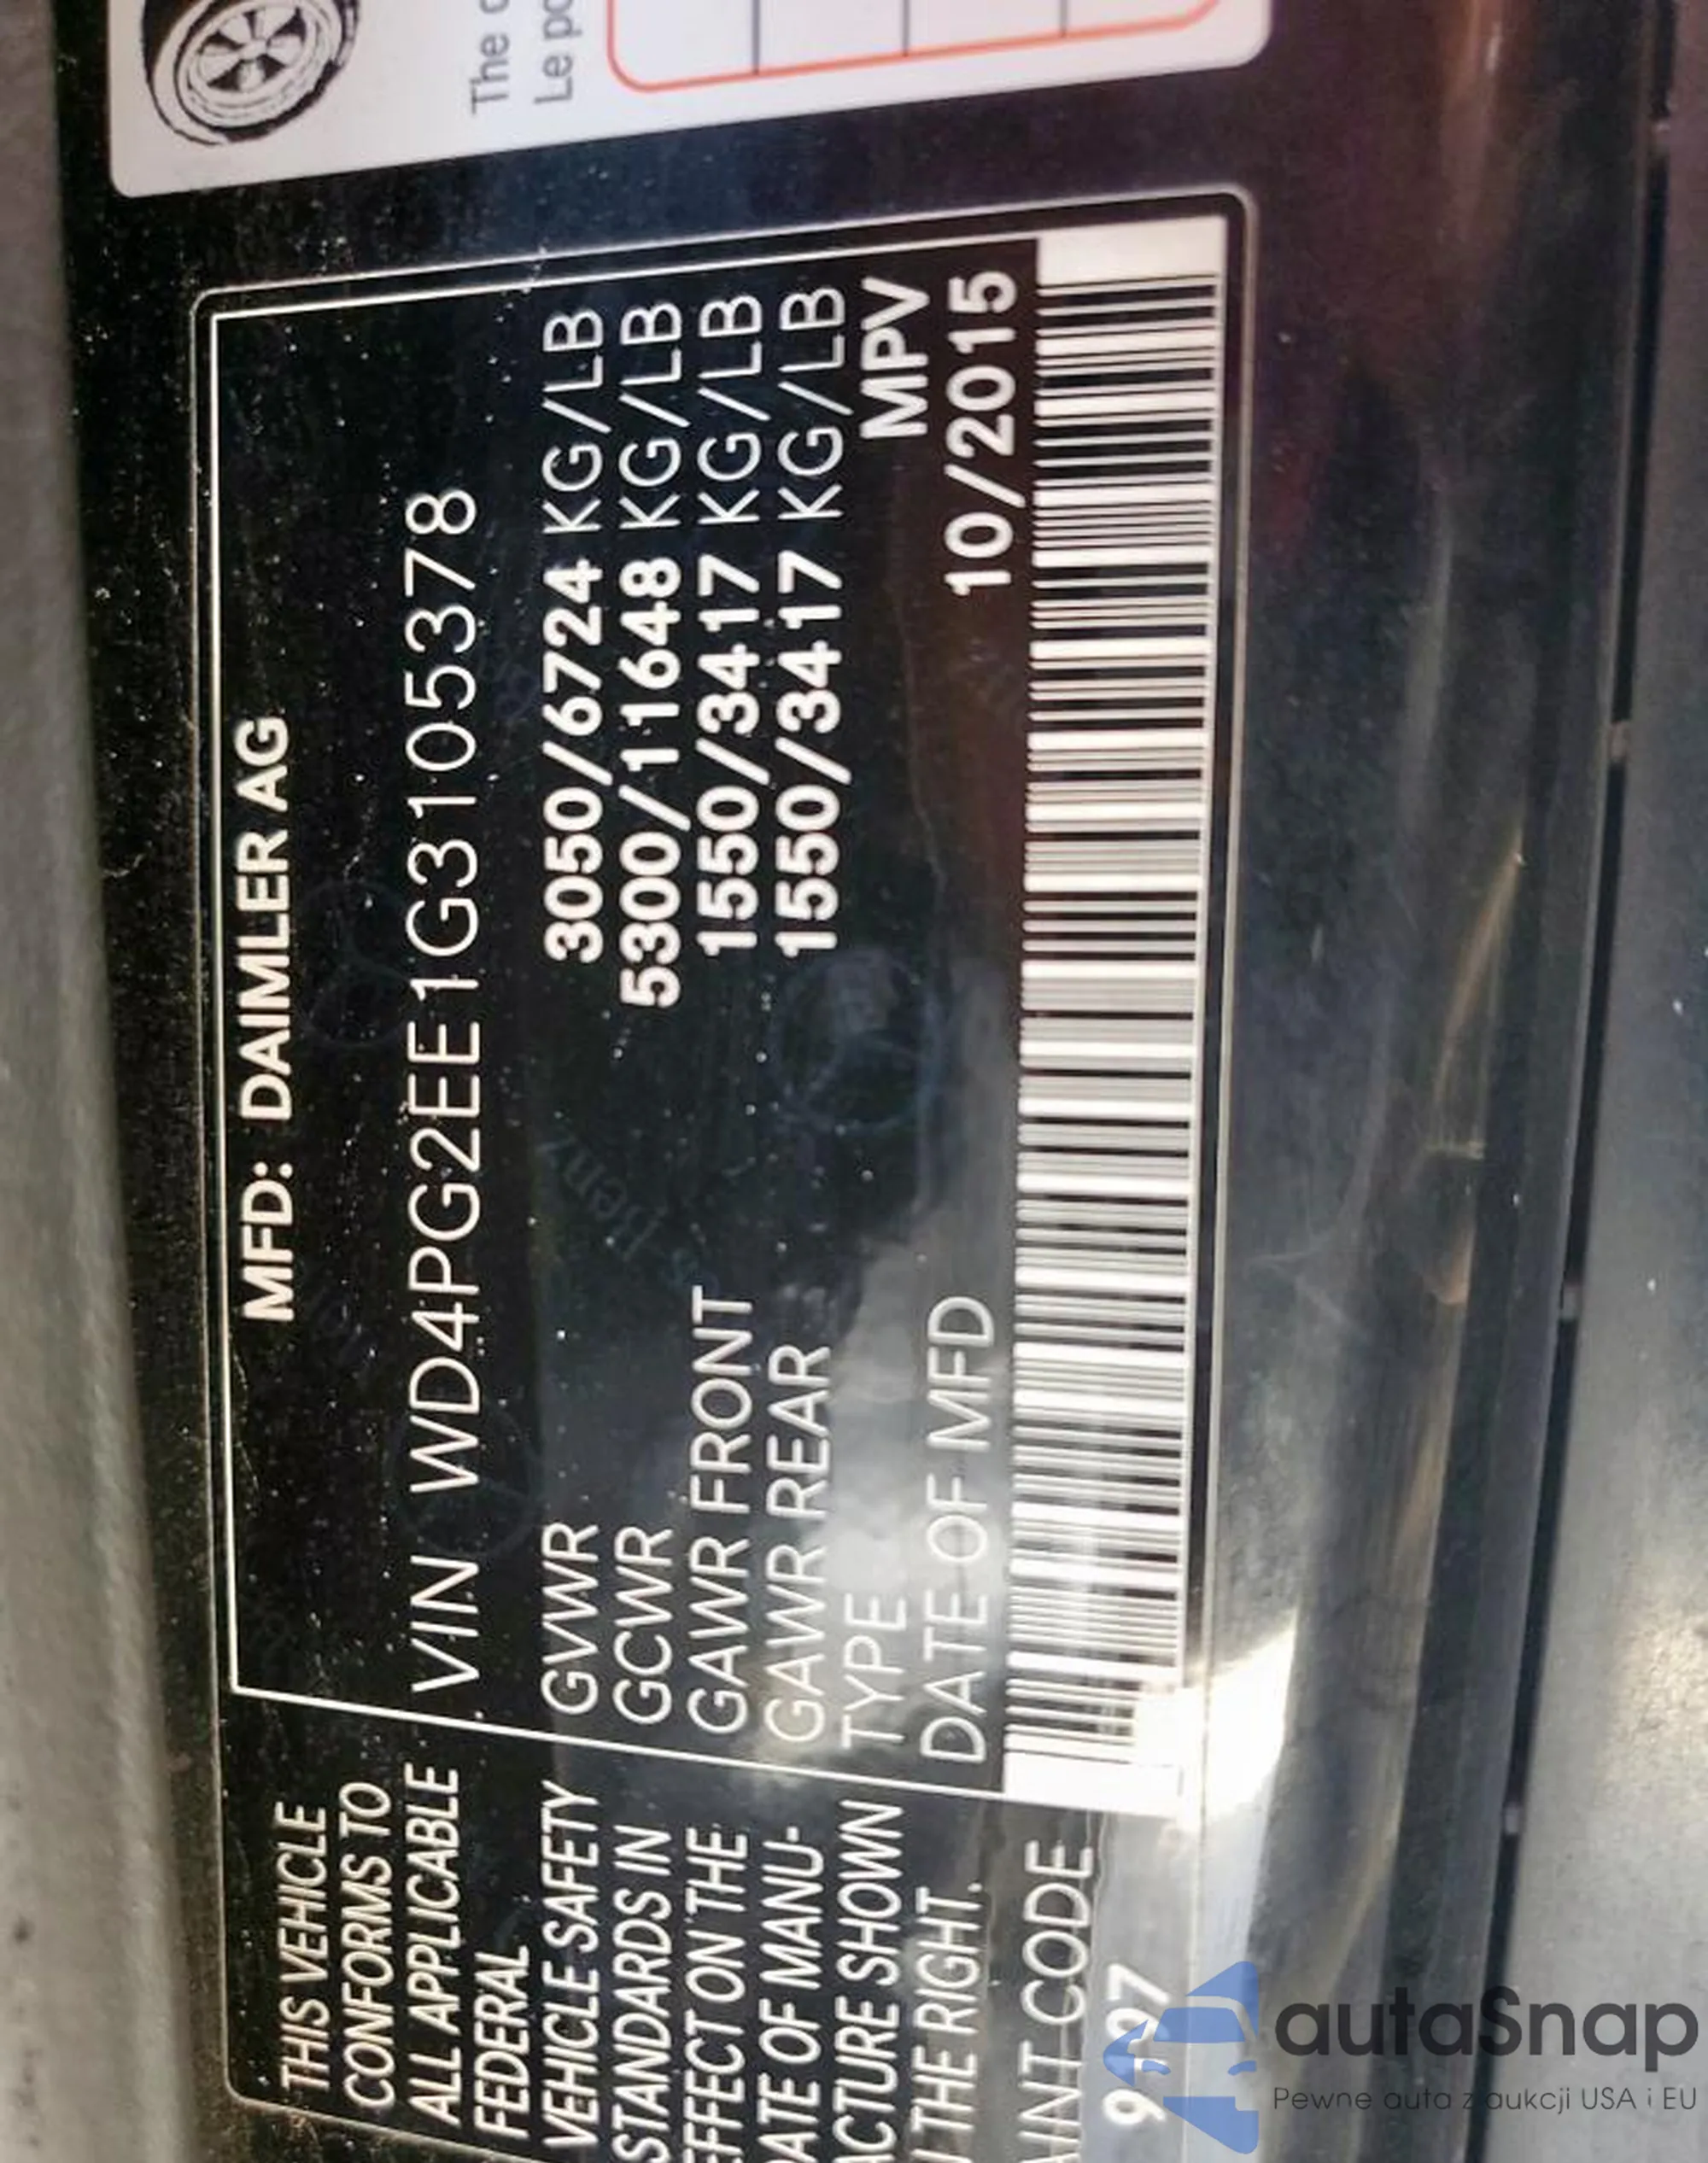 The
Le
MFD: DAIMLER AG
VIN WD4PG2EE1G3105378
GVWR 3050/6724 KG/LB
GCWR 5300/11648 KG/LB
GAWR FRONT 1550/3417 KG/LB
GAWR REAR 1550/3417 KG/LB
TYPE MPV
DATE OF MFD 10/2015
THIS VEHICLE
CONFORMS TO
ALL APPLICABLE
FEDERAL
VEHICLE SAFETY
STANDARDS IN
EFFECT ON THE
DATE OF MANU-
ACTURE SHOWN
THE RIGHT.
AINT CODE
autaSnap
Pewne auta z aukcji USA i EU